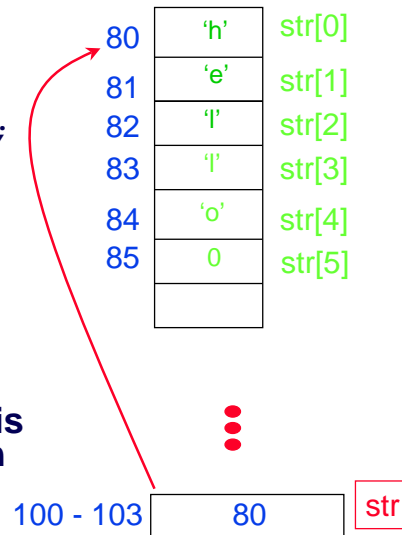 80 ‘h’ str[0]
81 ‘e’ str[1]
;
82 ‘l’ str[2]
83 ‘l’ str[3]
84 ‘o’ str[4]
85 0 str[5]
is
100 - 103 80 str